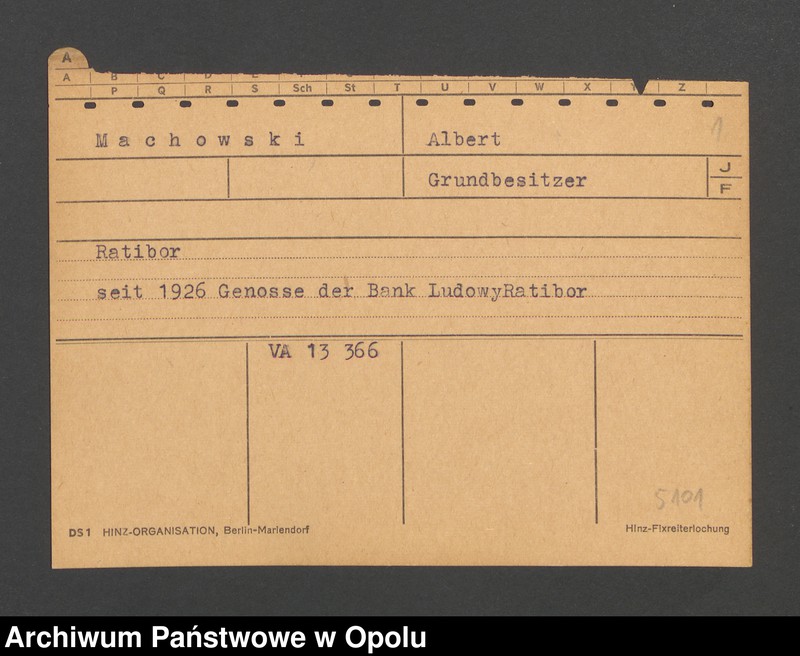 A
A B C D E
P Q R S Sch St T U V W X Z
M a c h o w s k i Albert 1
Grundbesitzer J
F
Ratibor
seit 1926 Genosse der Bank LudowyRatibor
VA 13 366
5101
DS1 HINZ-ORGANISATION, Berlin-Mariendorf Hinz-Fixreiterlochung
Archiwum Państwowe w Opolu